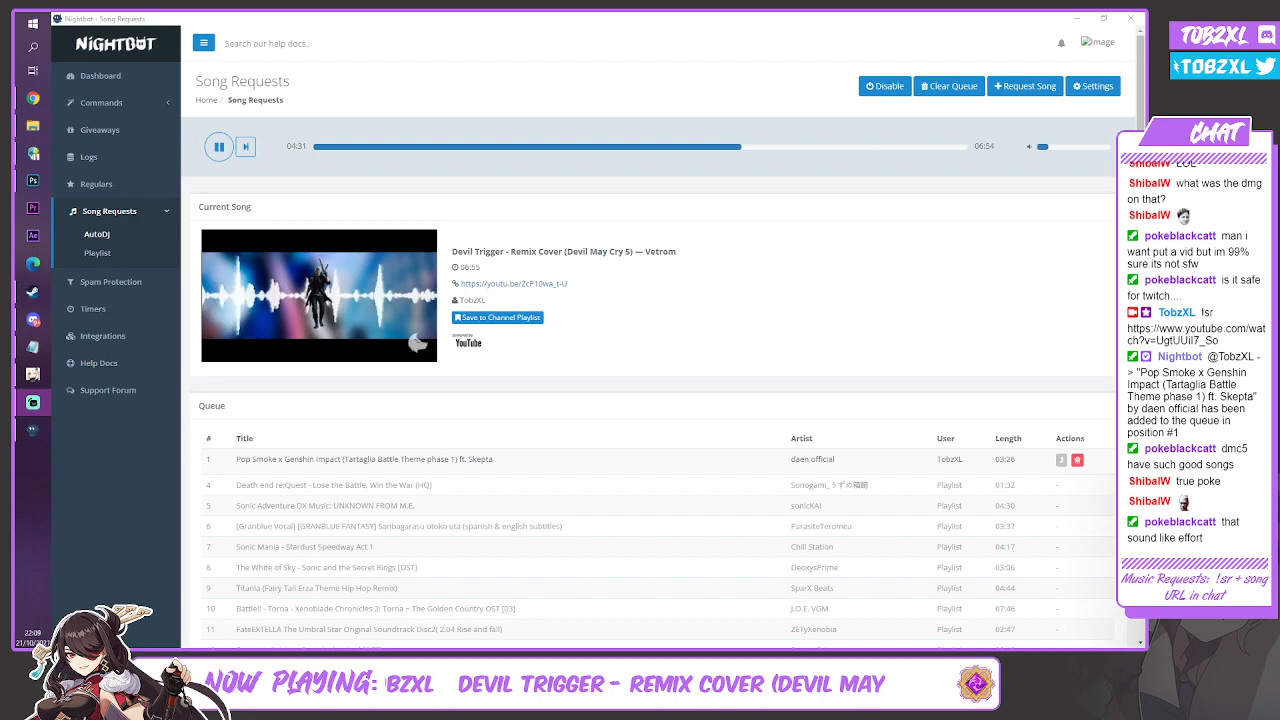 Nightbot - Song Requests
NIGHTBOT
Search our help docs..
image
Dashboard
Commands
Giveaways
Logs
Regulars
Song Requests
AutoDJ
Playlist
Spam Protection
Timers
Integrations
Help Docs
Support Forum
Song Requests
Home / Song Requests
Disable
Clear Queue
Request Song
Settings
04:31
06:54
Current Song
Devil Trigger - Remix Cover (Devil May Cry 5) — Vetrom
06:55
https://youtu.be/ZcP10wa_t-U
TobzXL
Save to Channel Playlist
powered by
YouTube
Queue
# Title Artist User Length Actions
1 Pop Smoke x Genshin Impact (Tartaglia Battle Theme phase 1) ft. Skepta daen official TobzXL 03:26
4 Death end re;Quest - Lose the Battle, Win the War (HQ) Playlist 01:32 -
5 Sonic Adventure DX Music: UNKNOWN FROM M.E. sonicKAI Playlist 04:30 -
6 [Granblue Vocal] [GRANBLUE FANTASY] Sanbagarasu otoko uta (spanish & english subtitles) ParasiteTeromea Playlist 03:37 -
7 Sonic Mania - Stardust Speedway Act 1 Chill Station Playlist 04:17 -
8 The White of Sky - Sonic and the Secret Rings [OST] DeoxysPrime Playlist 03:06 -
9 Titania (Fairy Tail Erza Theme Hip Hop Remix) SparX Beats Playlist 04:44 -
10 Battle!! - Torna - Xenoblade Chronicles 2: Torna ~ The Golden Country OST [03] J.O.E. VGM Playlist 07:46 -
11 FateEXTELLA The Umbral Star Original Soundtrack Disc2( 2.04 Rise and fall) ZETyXenobia Playlist 02:47 -
22:09
21/10/2021
NOW PLAYING: BZXL DEVIL TRIGGER - REMIX COVER (DEVIL MAY
TOBZXL
TOBZXL
CHAT
ShibalW LOL
ShibalW what was the dmg
on that?
ShibalW
pokeblackcatt man i
want put a vid but im 99%
sure its not sfw
pokeblackcatt is it safe
for twitch....
TobzXL !sr
https://www.youtube.com/wat
ch?v=UgtUUiI7_So
Nightbot @TobzXL -
> "Pop Smoke x Genshin
Impact (Tartaglia Battle
Theme phase 1) ft. Skepta"
by daen official has been
added to the queue in
position #1
pokeblackcatt dmc5
have such good songs
ShibalW true poke
ShibalW
pokeblackcatt that
sound like effort
Music Requests: !sr + song
URL in chat